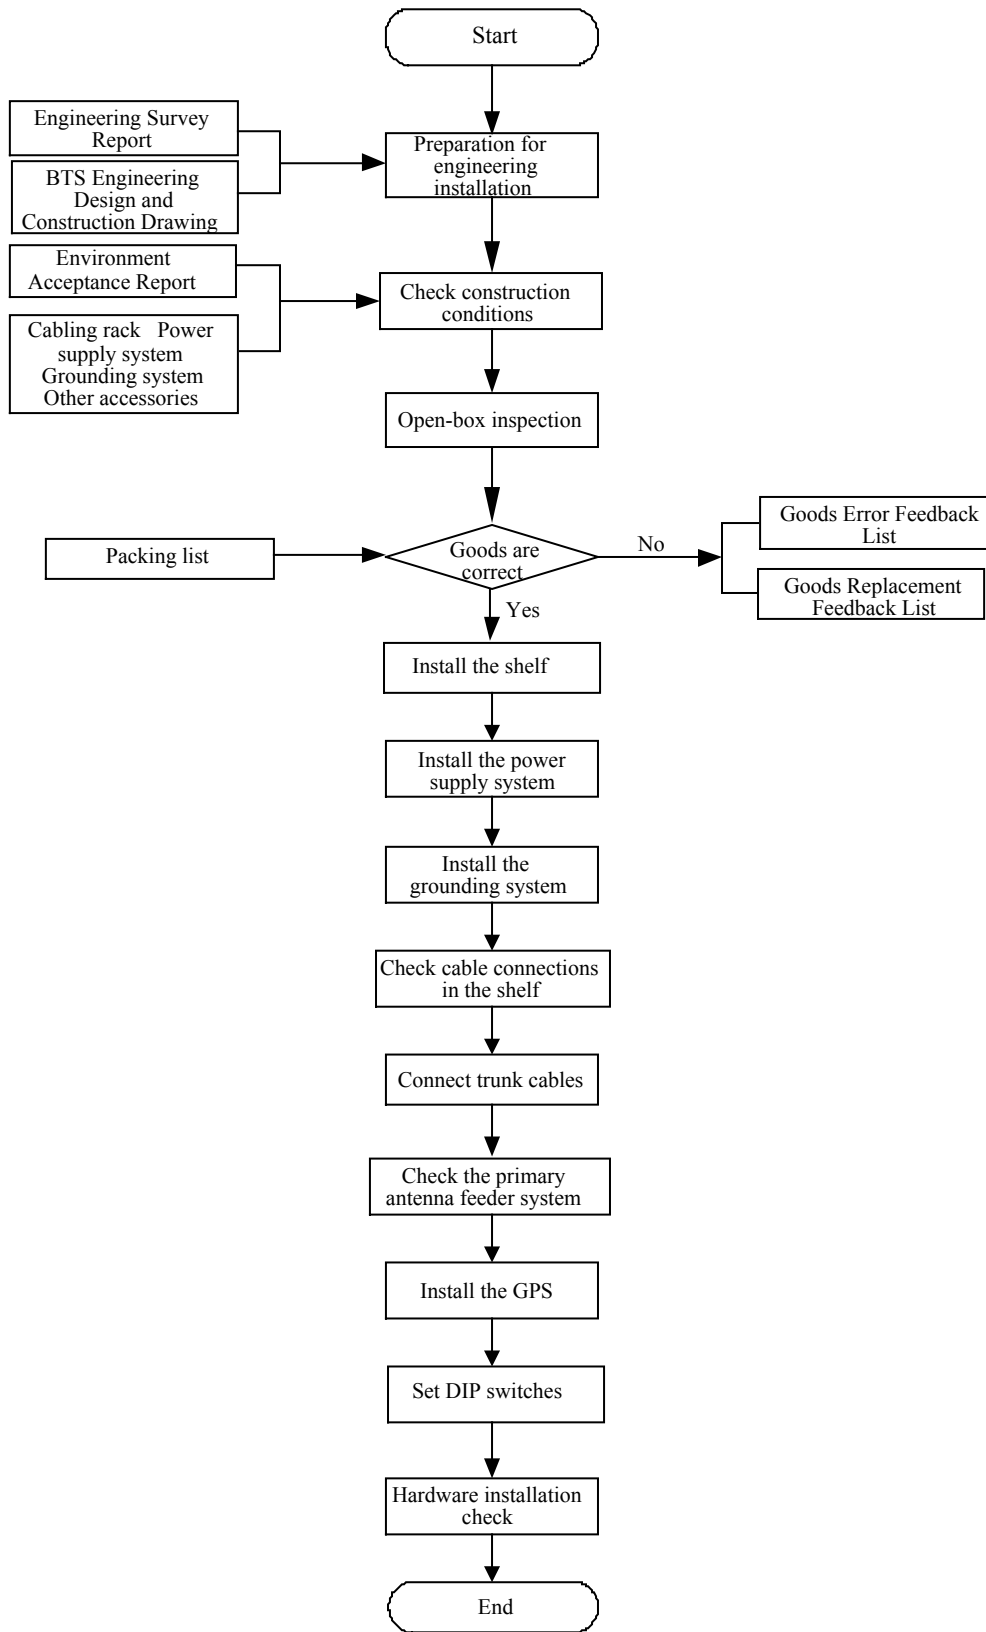 Start
Engineering Survey
Report
Preparation for
engineering
installation
BTS Engineering
Design and
Construction Drawing
Environment
Acceptance Report
Check construction
conditions
Cabling rack Power
supply system
Grounding system
Other accessories
Open-box inspection
Packing list
Goods are
correct
No
Goods Error Feedback
List
Goods Replacement
Feedback List
Yes
Install the shelf
Install the power
supply system
Install the
grounding system
Check cable connections
in the shelf
Connect trunk cables
Check the primary
antenna feeder system
Install the GPS
Set DIP switches
Hardware installation
check
End